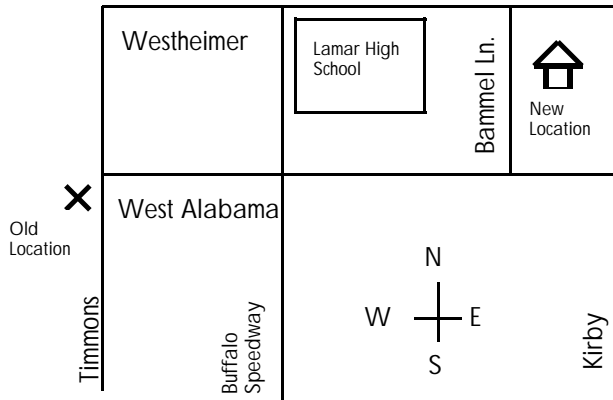 Westheimer
Lamar High
School
Bammel Ln.
New
Location
Old
Location
West Alabama
Timmons
Buffalo
Speedway
N
W
E
S
Kirby